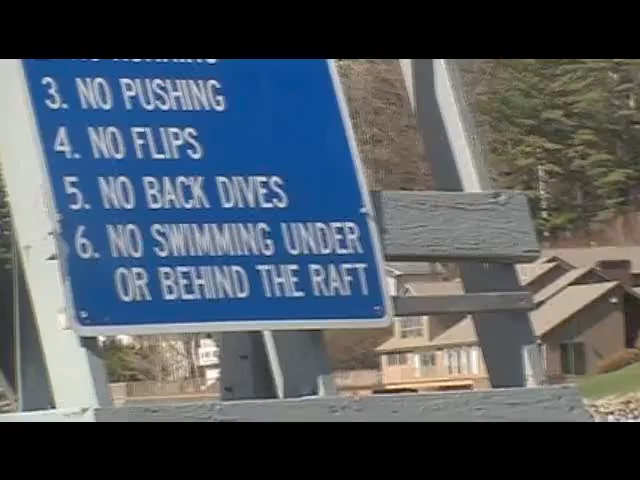 3. NO PUSHING
4. NO FLIPS
5. NO BACK DIVES
6. NO SWIMMING UNDER
OR BEHIND THE RAFT